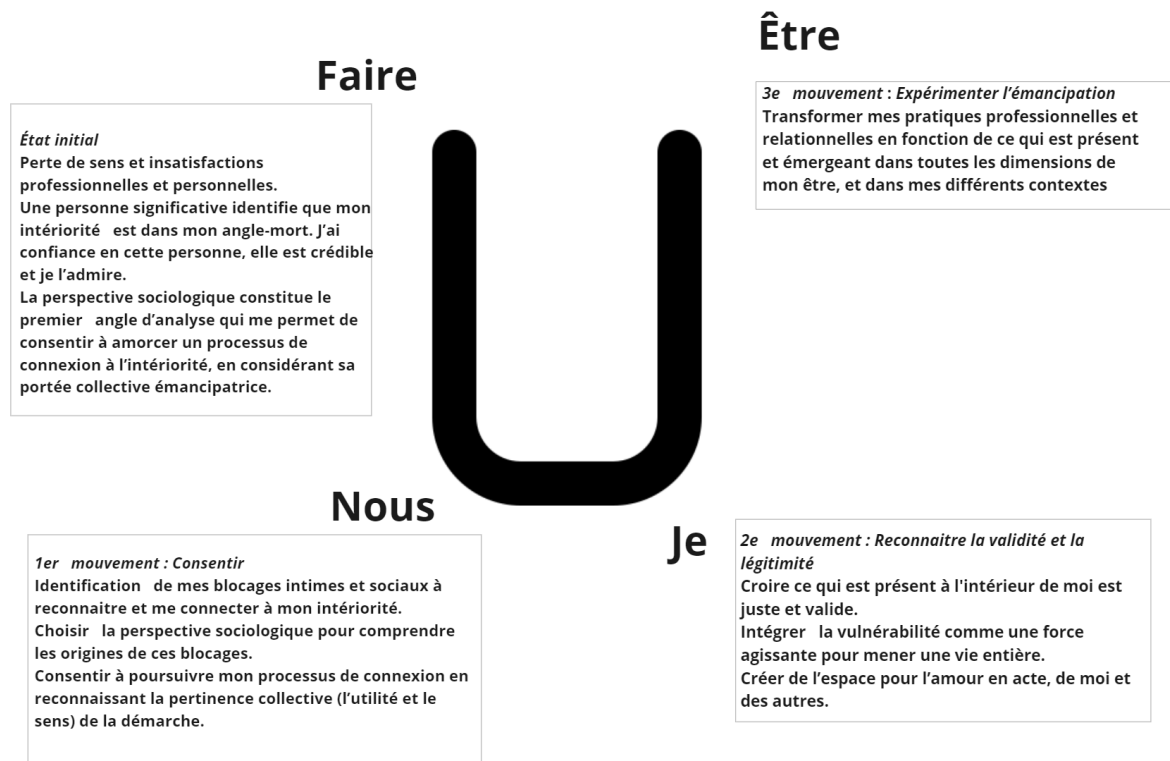 Faire
État initial
Perte de sens et insatisfactions
professionnelles et personnelles.
Une personne significative identifie que mon
intériorité est dans mon angle-mort. J'ai
confiance en cette personne, elle est crédible
et je l'admire.
La perspective sociologique constitue le
premier angle d'analyse qui me permet de
consentir à amorcer un processus de
connexion à l'intériorité, en considérant sa
portée collective émancipatrice.
Nous
1er mouvement : Consentir
Identification de mes blocages intimes et sociaux à
reconnaitre et me connecter à mon intériorité.
Choisir la perspective sociologique pour comprendre
les origines de ces blocages.
Consentir à poursuivre mon processus de connexion en
reconnaissant la pertinence collective (l'utilité et le
sens) de la démarche.
Je
2e mouvement : Reconnaitre la validité et la
légitimité
Croire ce qui est présent à l'intérieur de moi est
juste et valide.
Intégrer la vulnérabilité comme une force
agissante pour mener une vie entière.
Créer de l'espace pour l'amour en acte, de moi et
des autres.
Être
3e mouvement : Expérimenter l'émancipation
Transformer mes pratiques professionnelles et
relationnelles en fonction de ce qui est présent
et émergeant dans toutes les dimensions de
mon être, et dans mes différents contextes